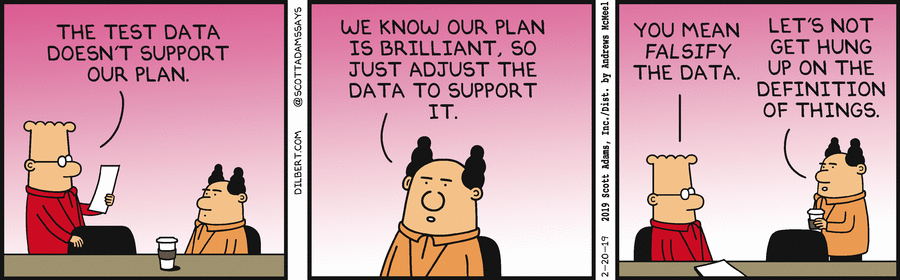 THE TEST DATA
DOESN'T SUPPORT
OUR PLAN.
DILBERT.COM @SCOTTADAMSSAYS
WE KNOW OUR PLAN
IS BRILLIANT, SO
JUST ADJUST THE
DATA TO SUPPORT
IT.
2-20-19 2019 Scott Adams, Inc./Dist. by Andrews McMeel
YOU MEAN
FALSIFY
THE DATA.
LET'S NOT
GET HUNG
UP ON THE
DEFINITION
OF THINGS.